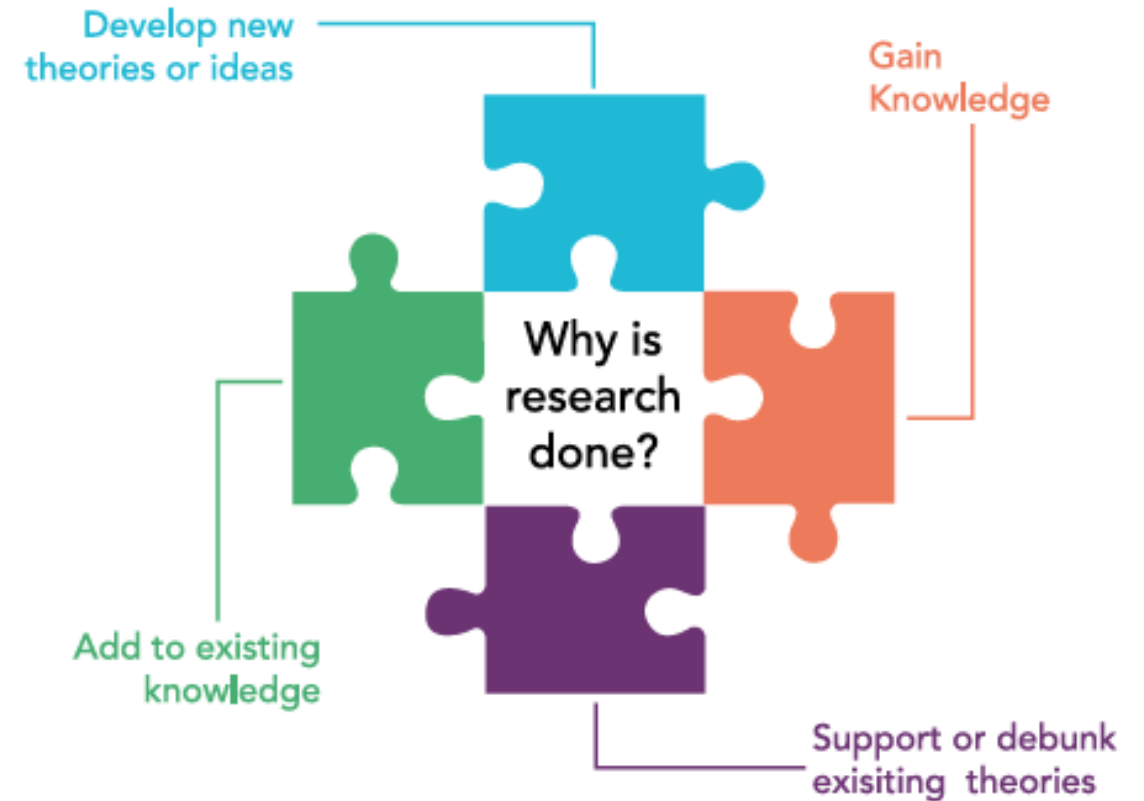 Develop new
theories or ideas
Gain
Knowledge
Why is
research
done?
Add to existing
knowledge
Support or debunk
exisiting theories